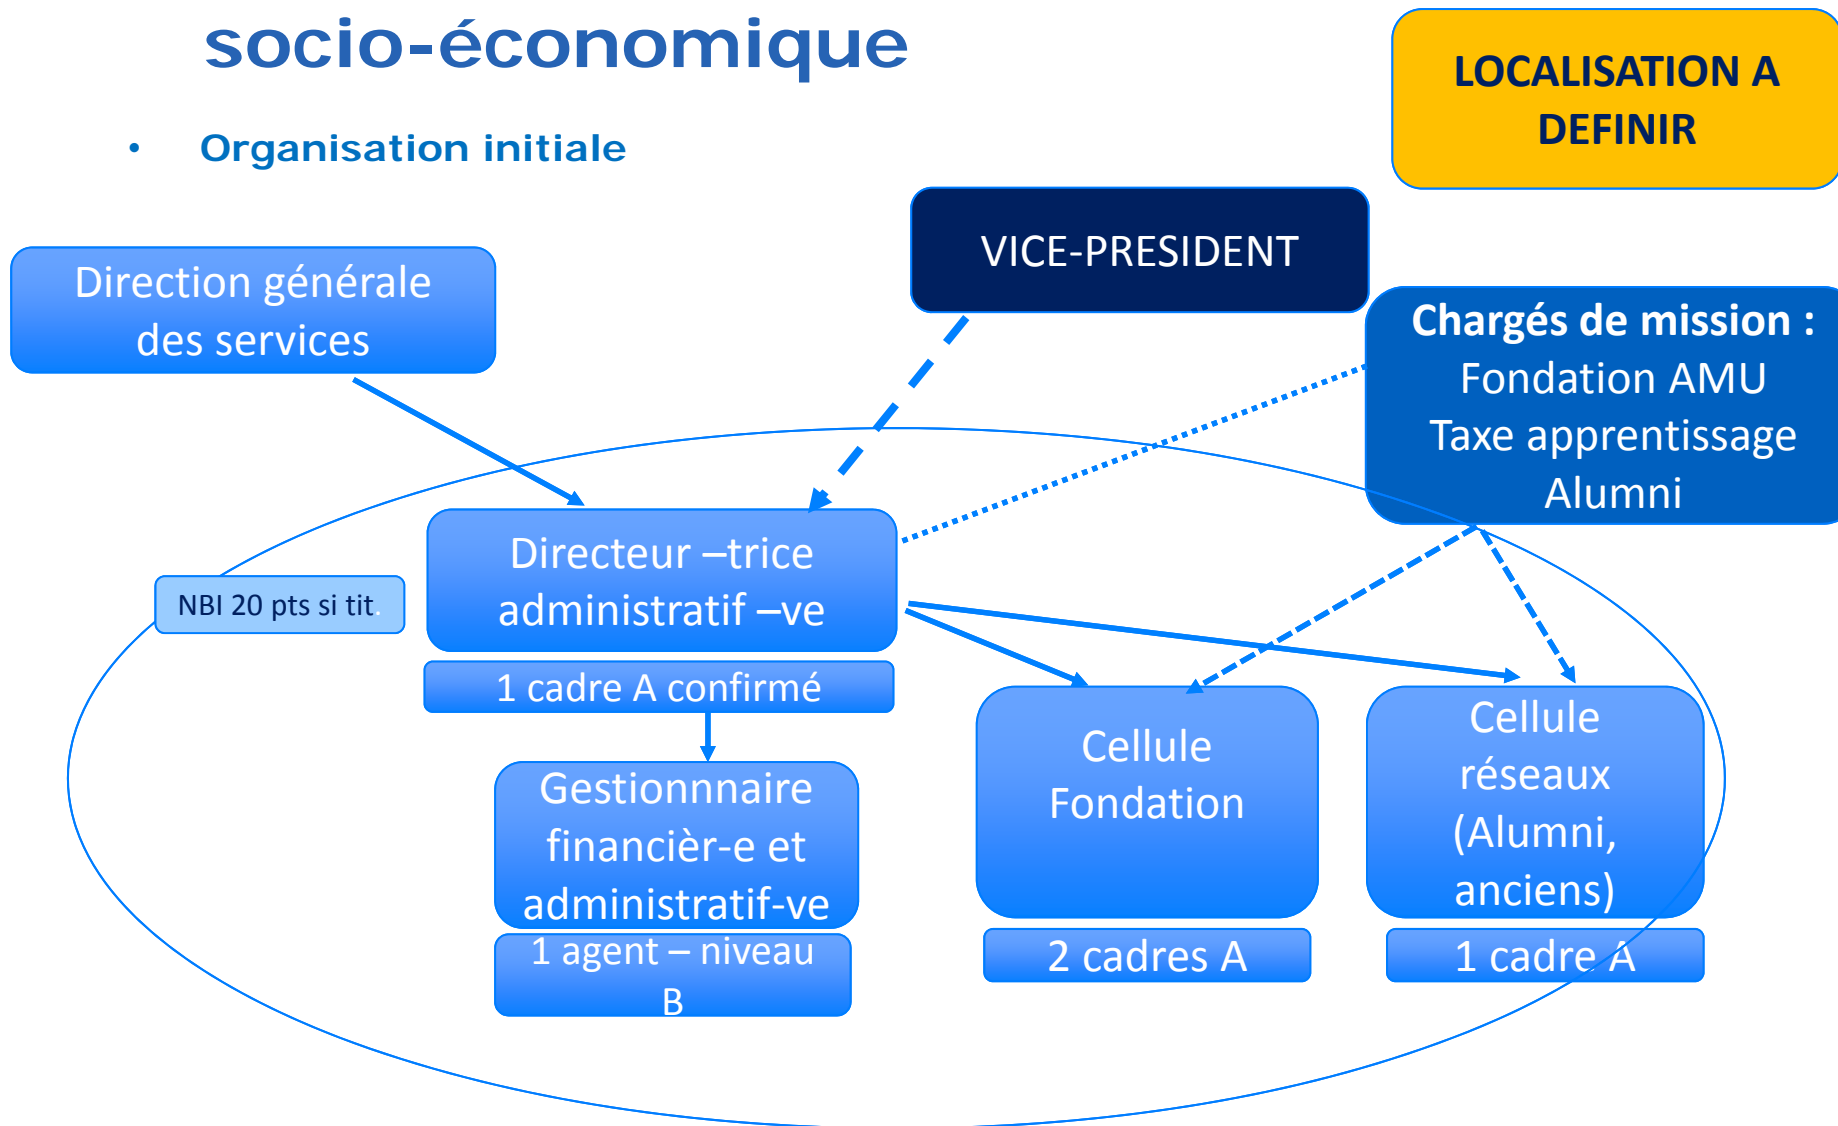 socio-économique
LOCALISATION A
DEFINIR
• Organisation initiale
VICE-PRESIDENT
Direction générale
des services
Chargés de mission :
Fondation AMU
Taxe apprentissage
Alumni
Directeur –trice
administratif –ve
NBI 20 pts si tit.
1 cadre A confirmé
Cellule
Fondation
Cellule
réseaux
(Alumni,
anciens)
Gestionnnaire
financièr-e et
administratif-ve
1 agent – niveau
B
2 cadres A
1 cadre A